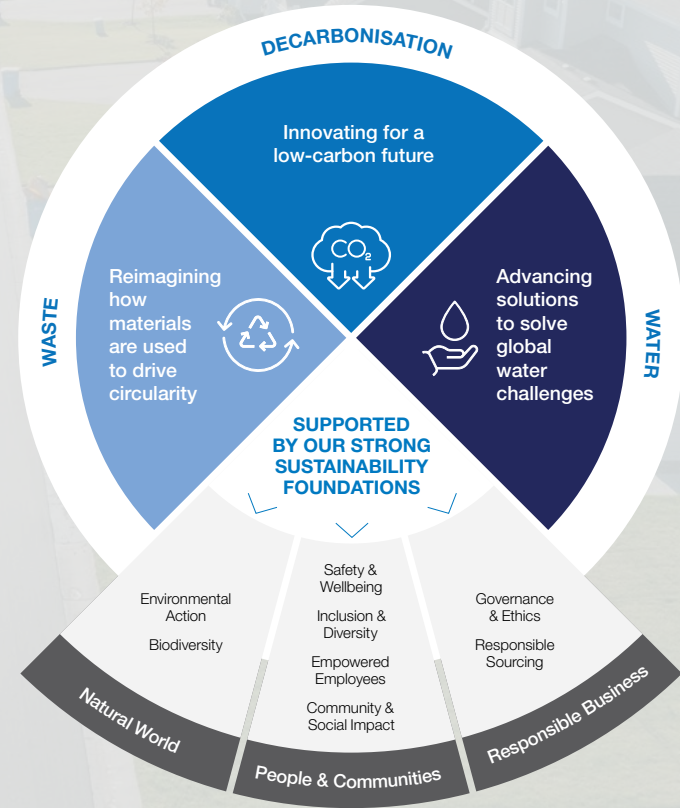 DECARBONISATION
Innovating for a
low-carbon future
CO₂
WASTE
Reimagining
how
materials
are used
to drive
circularity
Advancing
solutions
to solve
global
water
challenges
WATER
SUPPORTED
BY OUR STRONG
SUSTAINABILITY
FOUNDATIONS
Environmental
Action
Biodiversity
Natural World
Safety &
Wellbeing
Inclusion &
Diversity
Empowered
Employees
Community &
Social Impact
People & Communities
Governance
& Ethics
Responsible
Sourcing
Responsible Business